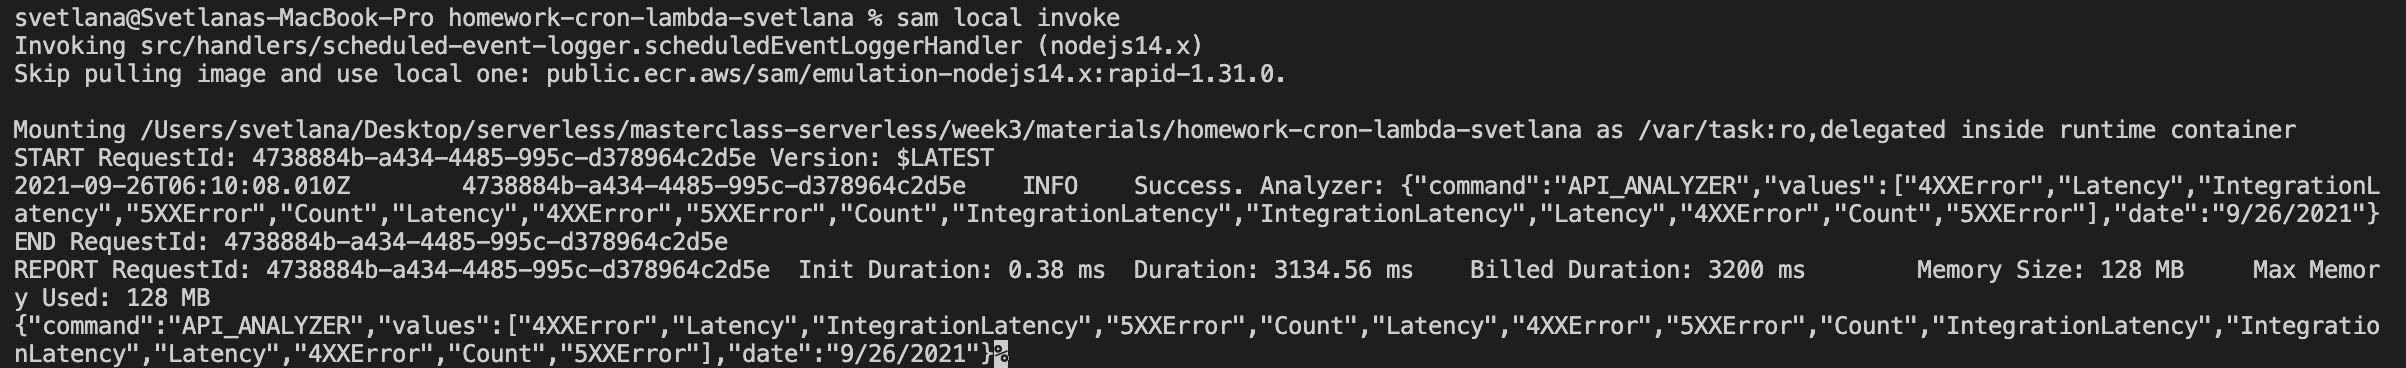 svetlana@Svetlanas-MacBook-Pro homework-cron-lambda-svetlana % sam local invoke
Invoking src/handlers/scheduled-event-logger.scheduledEventLoggerHandler (nodejs14.x)
Skip pulling image and use local one: public.ecr.aws/sam/emulation-nodejs14.x:rapid-1.31.0.
Mounting /Users/svetlana/Desktop/serverless/masterclass-serverless/week3/materials/homework-cron-lambda-svetlana as /var/task:ro,delegated inside runtime container
START RequestId: 4738884b-a434-4485-995c-d378964c2d5e Version: $LATEST
2021-09-26T06:10:08.010Z        4738884b-a434-4485-995c-d378964c2d5e    INFO    Success. Analyzer: {"command":"API_ANALYZER","values":["4XXError","Latency","IntegrationL
atency","5XXError","Count","Latency","4XXError","5XXError","Count","IntegrationLatency","IntegrationLatency","Latency","4XXError","Count","5XXError"],"date":"9/26/2021"}
END RequestId: 4738884b-a434-4485-995c-d378964c2d5e
REPORT RequestId: 4738884b-a434-4485-995c-d378964c2d5e  Init Duration: 0.38 ms  Duration: 3134.56 ms    Billed Duration: 3200 ms        Memory Size: 128 MB     Max Memor
y Used: 128 MB
{"command":"API_ANALYZER","values":["4XXError","Latency","IntegrationLatency","5XXError","Count","Latency","4XXError","5XXError","Count","IntegrationLatency","Integratio
nLatency","Latency","4XXError","Count","5XXError"],"date":"9/26/2021"}%